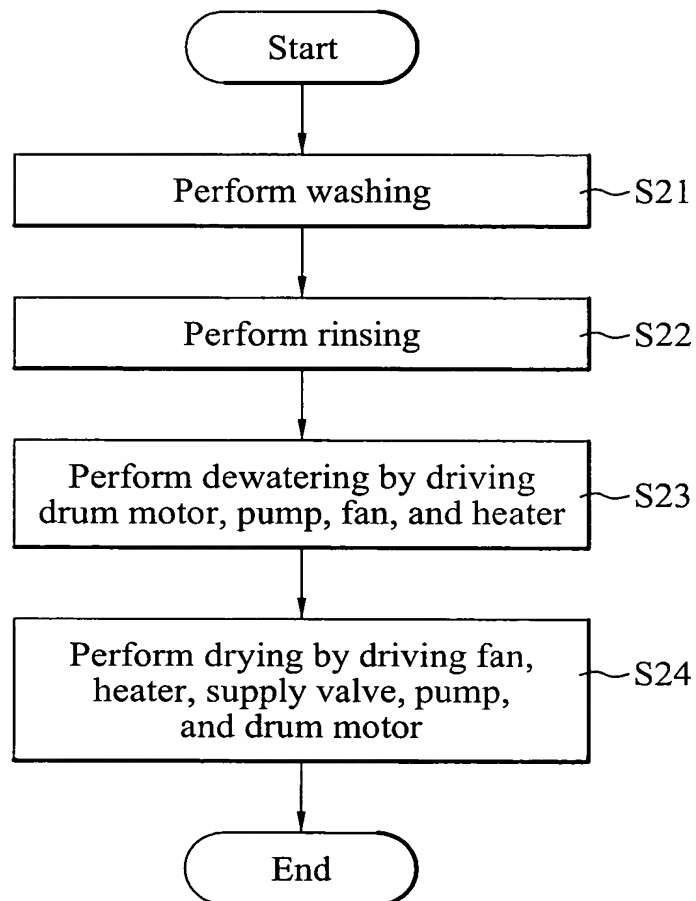 Start
Perform washing
S21
Perform rinsing
S22
Perform dewatering by driving
drum motor, pump, fan, and heater
S23
Perform drying by driving fan,
heater, supply valve, pump,
and drum motor
S24
End